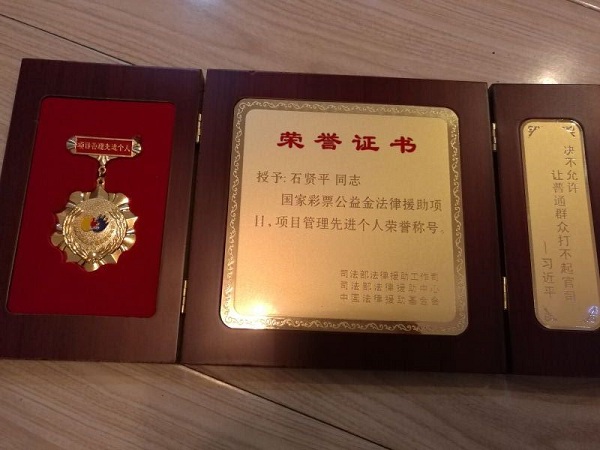 项目管理先进个人
荣誉证书
授予:石贤平 同志
国家彩票公益金法律援助项
目、项目管理先进个人荣誉称号。
司法部法律援助工作司
司法部法律援助中心
中国法律援助基金会
决不允许
让普通群众打不起官司
——习近平